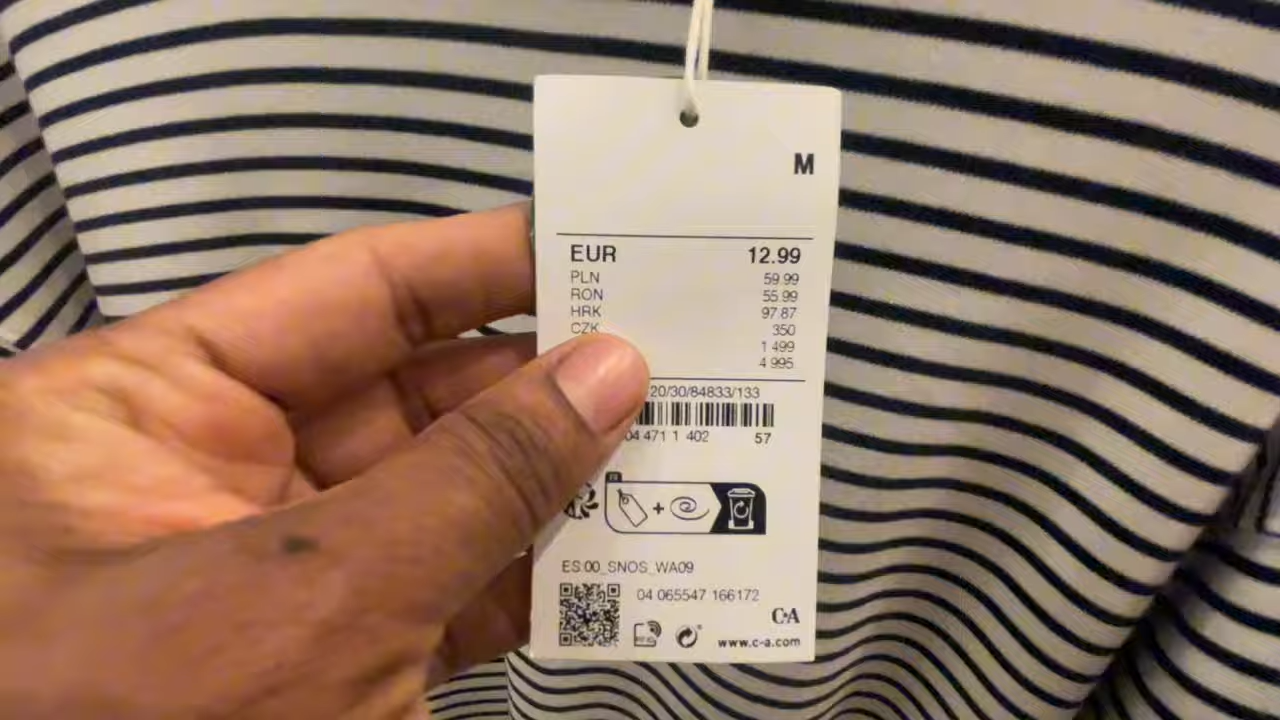 M
EUR 12.99
PLN 59.99
RON 55.99
HRK 97.87
CZK 350
1 499
4 995
20/30/84833/133
04 471 1 402 57
FR
ES:00_SNOS_WA09
04 065547 166172
C&A
www.c-a.com